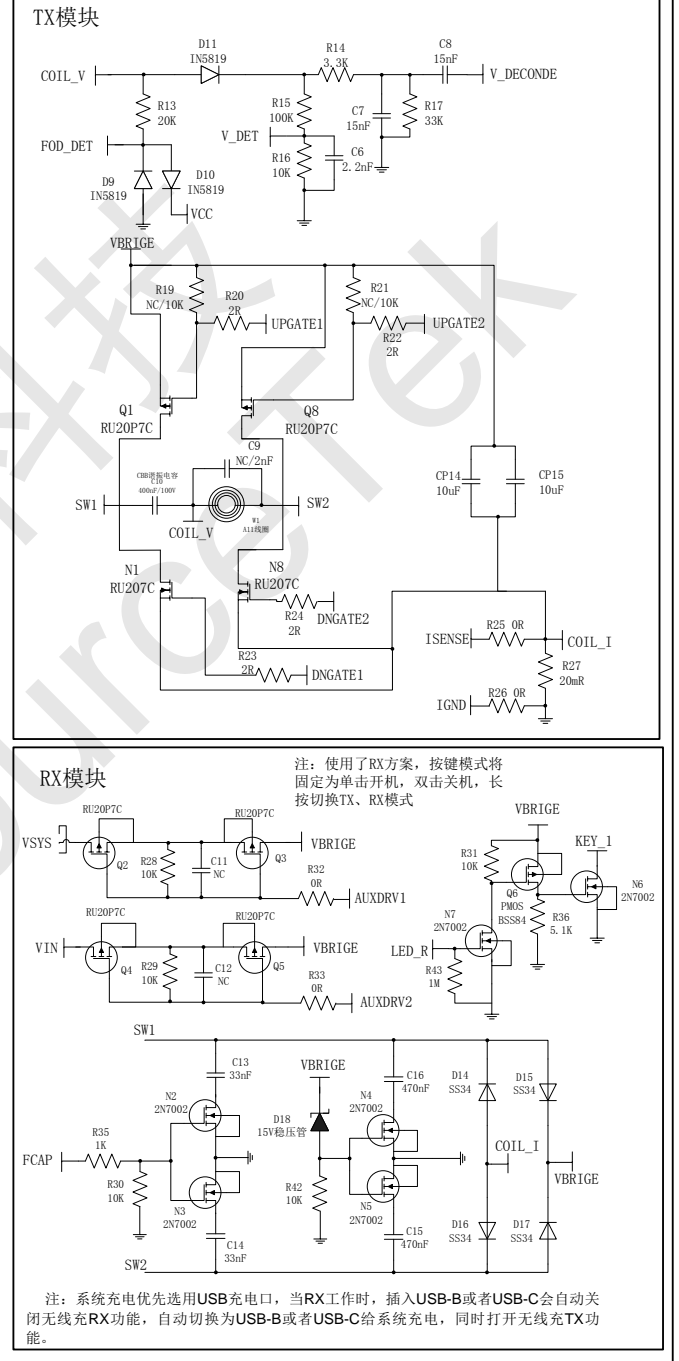 TX模块
D11
IN5819
R14
3.3K
C8
15nF
COIL_V
V_DECONDE
R13
20K
R15
100K
C7
15nF
R17
33K
FOD_DET
V_DET
R16
10K
C6
2.2nF
D9
IN5819
D10
IN5819
VCC
VBRIGE
R19
NC/10K
R20
2R
UPGATE1
R21
NC/10K
UPGATE2
R22
2R
Q1
RU20P7C
Q8
RU20P7C
C9
NC/2nF
CBB谐振电容
C10
400nF/100V
SW1
SW2
COIL_V
W1
A11线圈
CP14
10uF
CP15
10uF
N1
RU207C
N8
RU207C
R24
2R
DNGATE2
R23
2R
DNGATE1
ISENSE
R25 0R
COIL_I
R27
20mR
IGND
R26 0R
RX模块
注：使用了RX方案，按键模式将
固定为单击开机，双击关机，长
按切换TX、RX模式
RU20P7C
RU20P7C
VSYS
VBRIGE
Q2
R28
10K
C11
NC
Q3
R32
0R
AUXDRV1
RU20P7C
RU20P7C
VIN
VBRIGE
Q4
R29
10K
C12
NC
Q5
R33
0R
AUXDRV2
VBRIGE
R31
10K
KEY_1
Q6
PMOS
BSS84
N6
2N7002
N7
2N7002
R36
5.1K
LED_R
R43
1M
SW1
C13
33nF
VBRIGE
C16
470nF
D14
SS34
D15
SS34
N2
2N7002
D18
15V稳压管
N4
2N7002
R35
1K
FCAP
COIL_I
VBRIGE
R30
10K
R42
10K
N3
2N7002
N5
2N7002
D16
SS34
D17
SS34
C14
33nF
C15
470nF
SW2
注：系统充电优先选用USB充电口，当RX工作时，插入USB-B或者USB-C会自动关
闭无线充RX功能，自动切换为USB-B或者USB-C给系统充电，同时打开无线充TX功
能。
科技
SourceTek